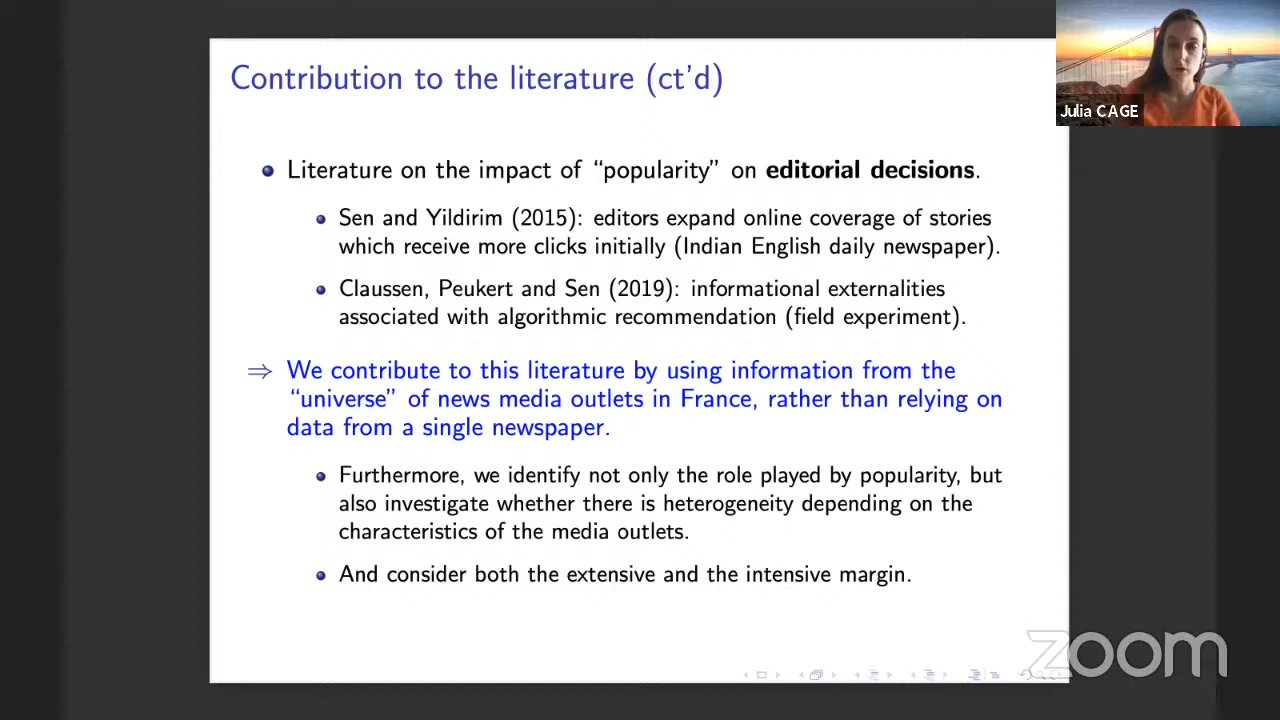 Contribution to the literature (ct'd)
Julia CAGE
Literature on the impact of “popularity” on editorial decisions.
Sen and Yildirim (2015): editors expand online coverage of stories
which receive more clicks initially (Indian English daily newspaper).
Claussen, Peukert and Sen (2019): informational externalities
associated with algorithmic recommendation (field experiment).
⇒ We contribute to this literature by using information from the
“universe” of news media outlets in France, rather than relying on
data from a single newspaper.
Furthermore, we identify not only the role played by popularity, but
also investigate whether there is heterogeneity depending on the
characteristics of the media outlets.
And consider both the extensive and the intensive margin.
zoom